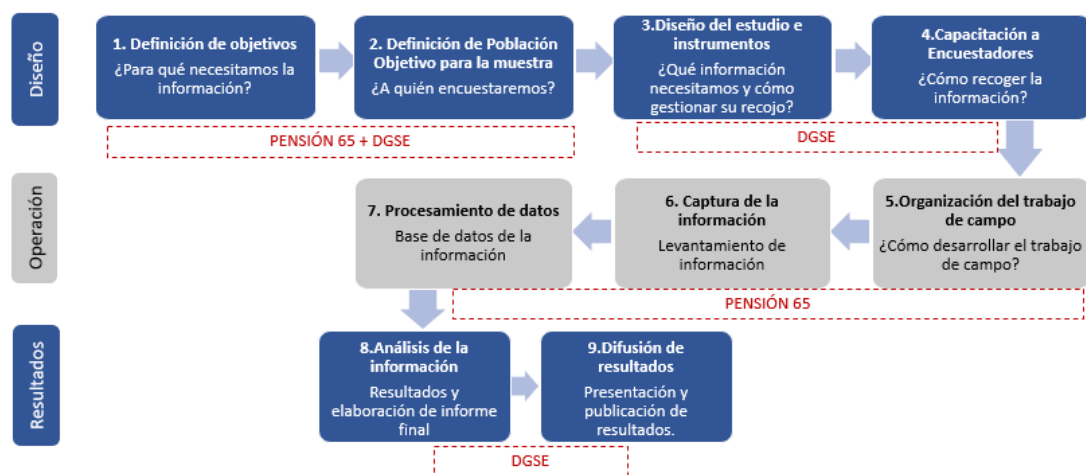 Diseño
1. Definición de objetivos
¿Para qué necesitamos la
información?
2. Definición de Población
Objetivo para la muestra
¿A quién encuestaremos?
3.Diseño del estudio e
instrumentos
¿Qué información
necesitamos y cómo
gestionar su recojo?
4.Capacitación a
Encuestadores
¿Cómo recoger la
información?
PENSIÓN 65 + DGSE
DGSE
Operación
7. Procesamiento de datos
Base de datos de la
información
6. Captura de la
información
Levantamiento de
información
5.Organización del trabajo
de campo
¿Cómo desarrollar el trabajo
de campo?
PENSIÓN 65
Resultados
8.Análisis de la
información
Resultados y
elaboración de informe
final
9.Difusión de
resultados
Presentación y
publicación de
resultados.
DGSE